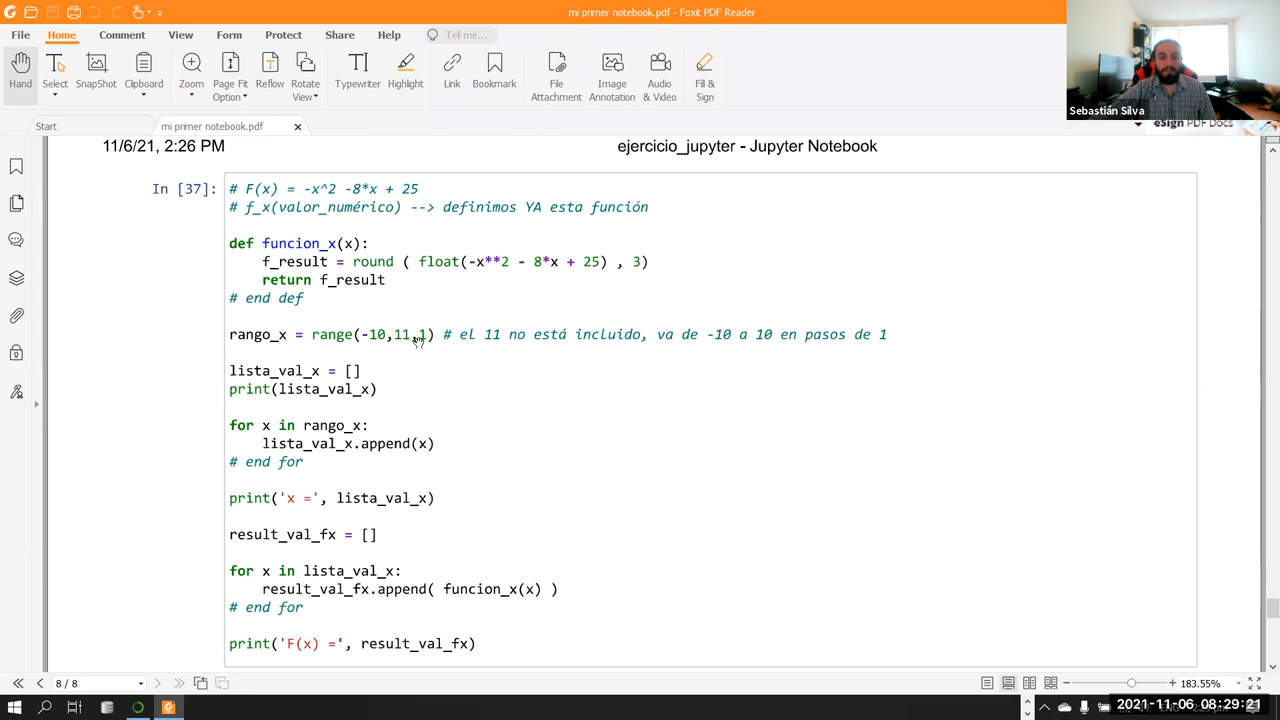 mi primer notebook.pdf - Foxit PDF Reader
File Home Comment View Form Protect Share Help Tell me...
Hand Select SnapShot Clipboard Zoom Page Fit Option Reflow Rotate View Typewriter Highlight Link Bookmark File Attachment Image Annotation Audio & Video Fill & Sign
Sebastián Silva
eSign PDF Docs
Start mi primer notebook.pdf
11/6/21, 2:26 PM ejercicio_jupyter - Jupyter Notebook
In [37]: # F(x) = -x^2 -8*x + 25
# f_x(valor_numérico) --> definimos YA esta función
def funcion_x(x):
f_result = round ( float(-x**2 - 8*x + 25) , 3)
return f_result
# end def
rango_x = range(-10,11,1) # el 11 no está incluido, va de -10 a 10 en pasos de 1
lista_val_x = []
print(lista_val_x)
for x in rango_x:
lista_val_x.append(x)
# end for
print('x =', lista_val_x)
result_val_fx = []
for x in lista_val_x:
result_val_fx.append( funcion_x(x) )
# end for
print('F(x) =', result_val_fx)
8 / 8 183.55%
2021-11-06 08:29:21